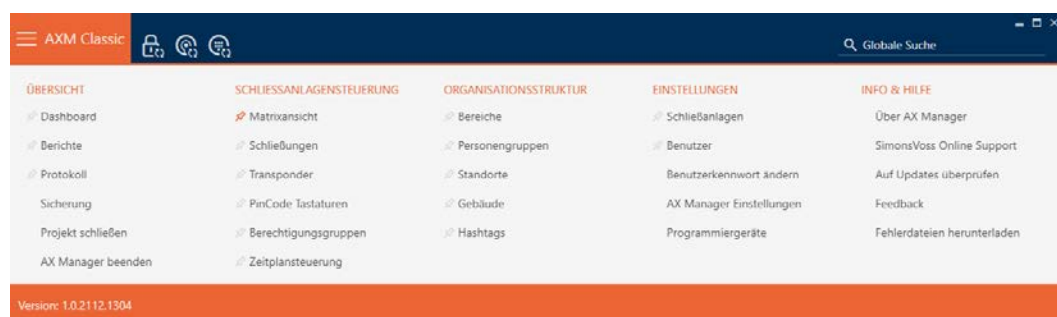 AXM Classic
Globale Suche
ÜBERSICHT
Dashboard
Berichte
Protokoll
Sicherung
Projekt schließen
AX Manager beenden
SCHLIESSANLAGENSTEUERUNG
Matrixansicht
Schließungen
Transponder
PinCode Tastaturen
Berechtigungsgruppen
Zeitplansteuerung
ORGANISATIONSSTRUKTUR
Bereiche
Personengruppen
Standorte
Gebäude
Hashtags
EINSTELLUNGEN
Schließanlagen
Benutzer
Benutzerkennwort ändern
AX Manager Einstellungen
Programmiergeräte
INFO & HILFE
Über AX Manager
SimonsVoss Online Support
Auf Updates überprüfen
Feedback
Fehlerdateien herunterladen
Version: 1.0.2112.1304